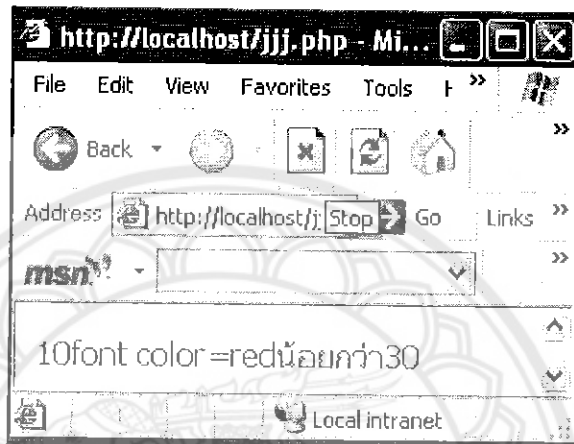 http://localhost/jjj.php - Mi...
File Edit View Favorites Tools H »
Back »
Address http://localhost/j: Stop Go Links »
msn »
10font color=redน้อยกว่า30
Local intranet